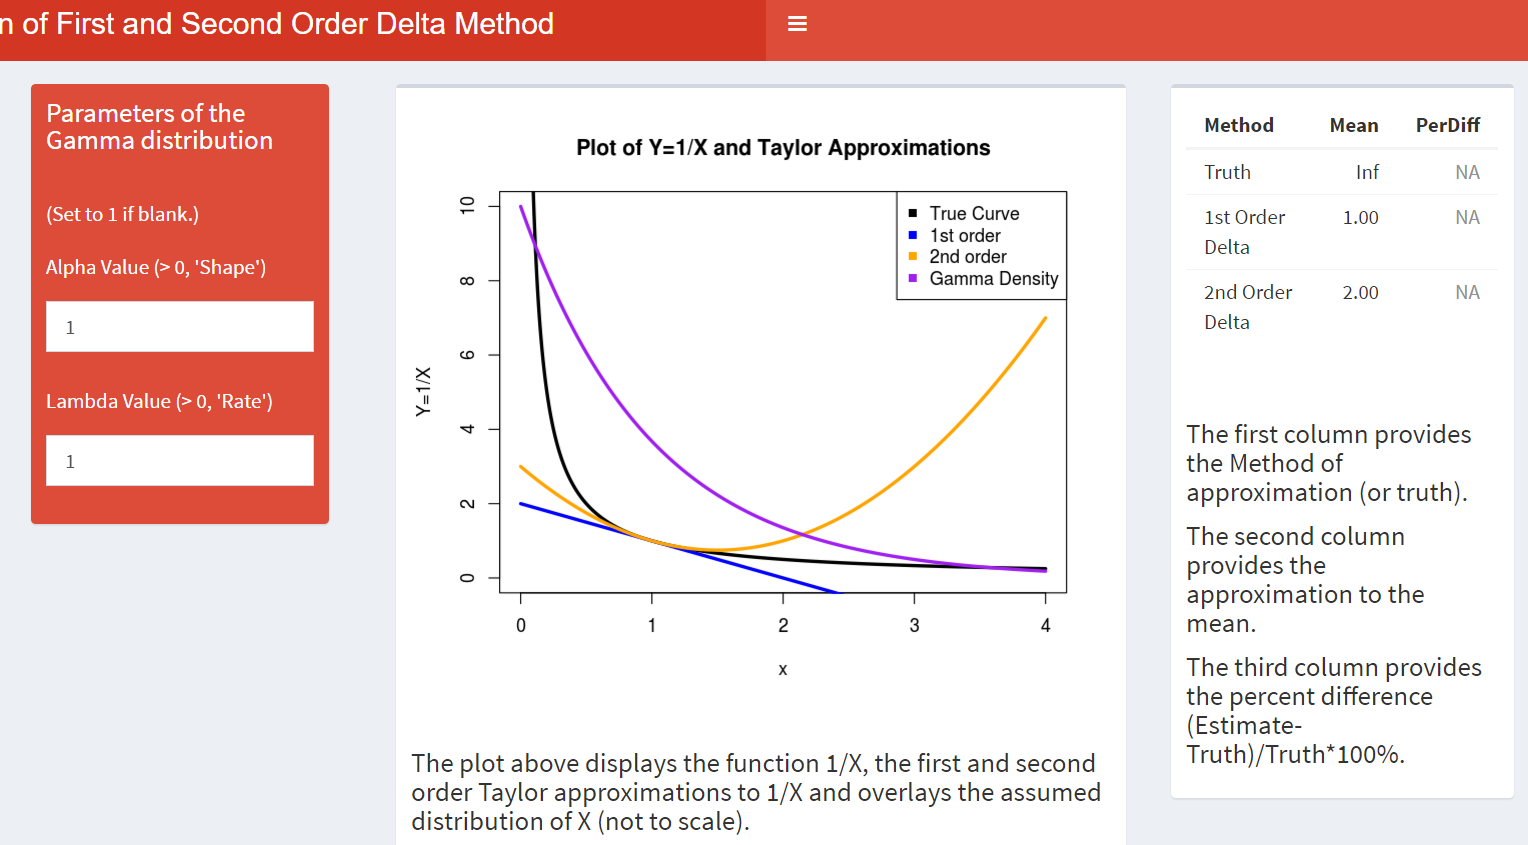 n of First and Second Order Delta Method
Parameters of the
Gamma distribution
(Set to 1 if blank.)
Alpha Value (> 0, 'Shape')
1
Lambda Value (> 0, 'Rate')
1
Plot of Y=1/X and Taylor Approximations
True Curve
1st order
2nd order
Gamma Density
Y=1/X
10
8
6
4
2
0
0 1 2 3 4
x
The plot above displays the function 1/X, the first and second
order Taylor approximations to 1/X and overlays the assumed
distribution of X (not to scale).
Method Mean PerDiff
Truth Inf NA
1st Order 1.00 NA
Delta
2nd Order 2.00 NA
Delta
The first column provides
the Method of
approximation (or truth).
The second column
provides the
approximation to the
mean.
The third column provides
the percent difference
(Estimate-
Truth)/Truth*100%.